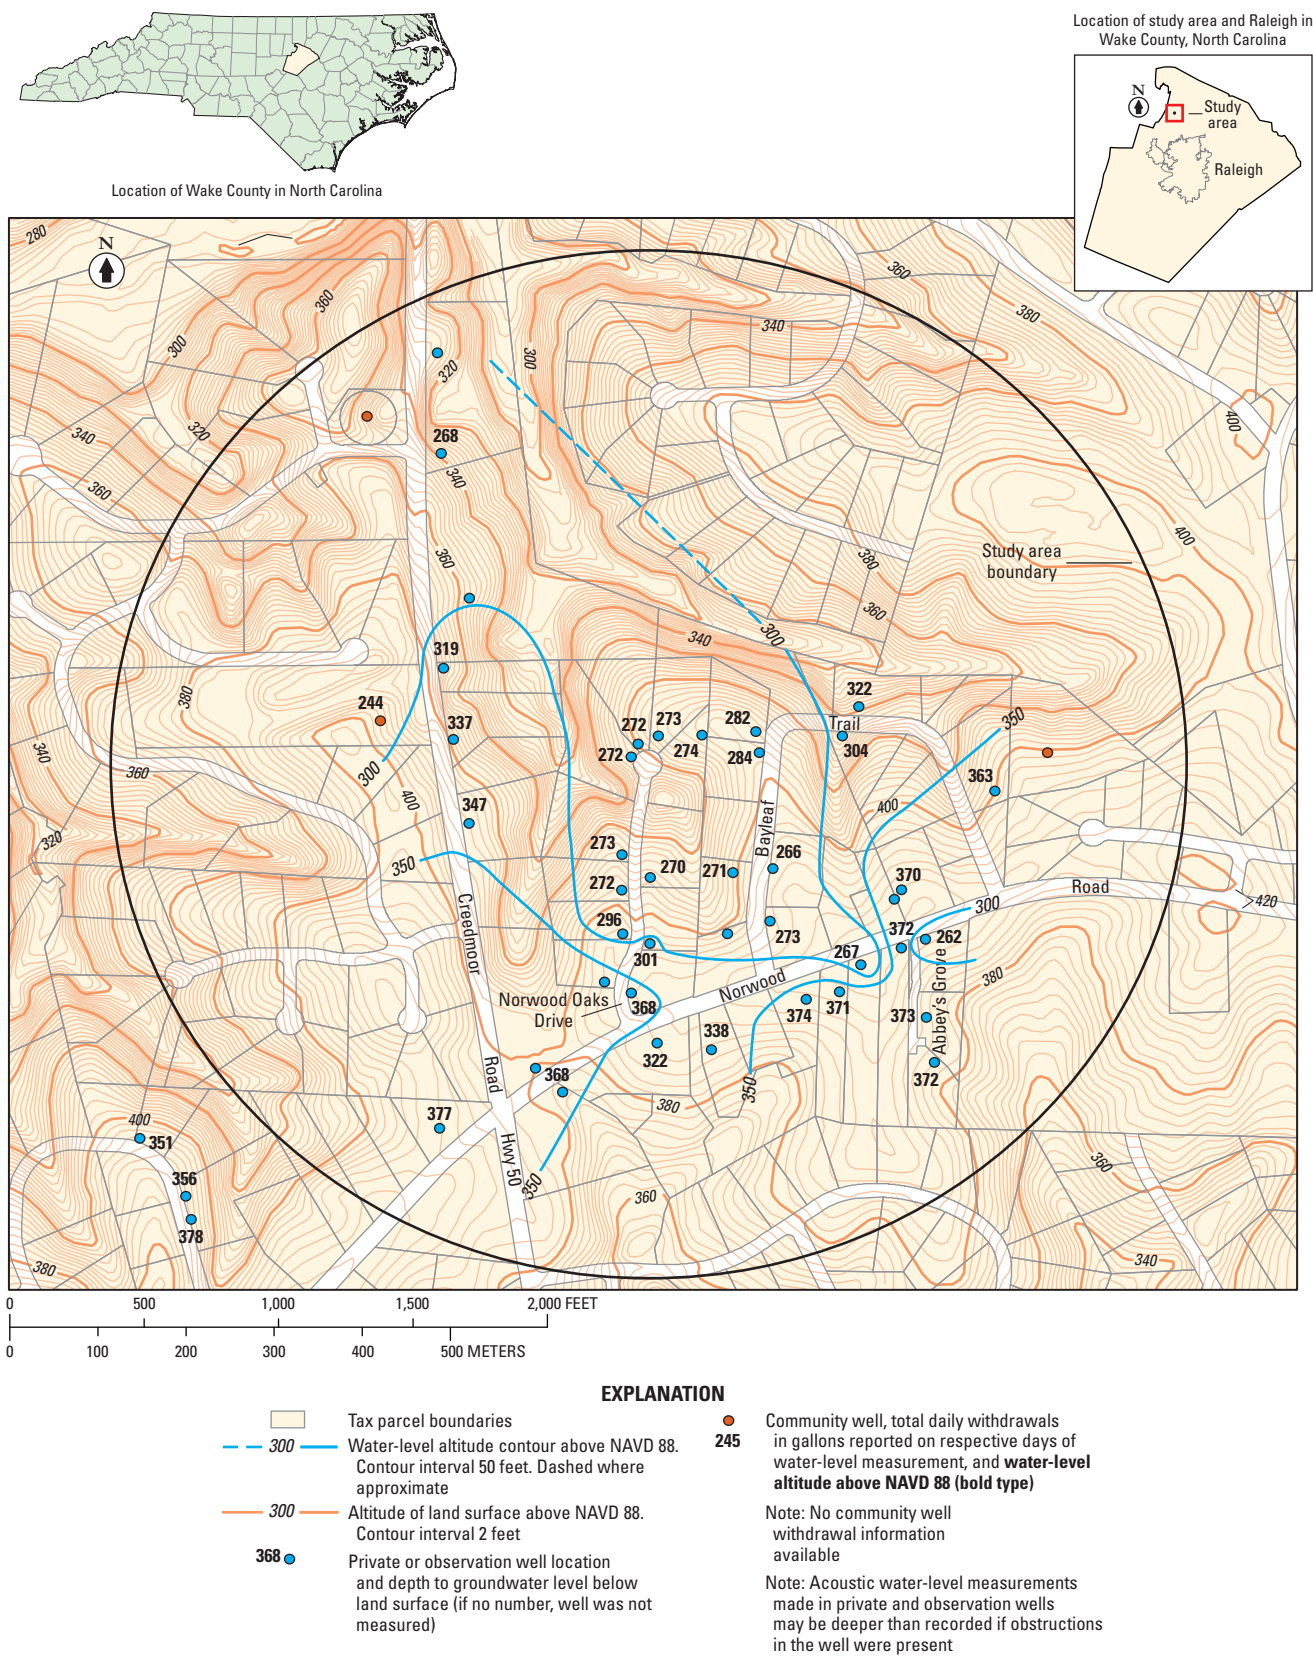 Location of study area and Raleigh in
Wake County, North Carolina
N
Study
area
Raleigh
Location of Wake County in North Carolina
280
N
360
360
380
300
340
300
320
320
400
340
268
340
360
400
Study area
boundary
380
360
360
300
340
319
380
244
322
350
272
273
282
Trail
337
272
274
284
304
340
300
363
360
400
400
347
Bayleaf
320
273
266
350
270
271
370
Road
272
300
420
Creedmoor
296
273
372
262
301
267
380
Norwood
Norwood Oaks
Drive
368
374
371
373
Abbey's Grove
338
322
368
372
Road
350
380
400
377
351
Hwy 50
360
356
350
360
378
380
340
0
500
1,000
1,500
2,000 FEET
0
100
200
300
400
500 METERS
EXPLANATION
Tax parcel boundaries
300
Water-level altitude contour above NAVD 88.
Contour interval 50 feet. Dashed where
approximate
300
Altitude of land surface above NAVD 88.
Contour interval 2 feet
368
Private or observation well location
and depth to groundwater level below
land surface (if no number, well was not
measured)
245
Community well, total daily withdrawals
in gallons reported on respective days of
water-level measurement, and water-level
altitude above NAVD 88 (bold type)
Note: No community well
withdrawal information
available
Note: Acoustic water-level measurements
made in private and observation wells
may be deeper than recorded if obstructions
in the well were present